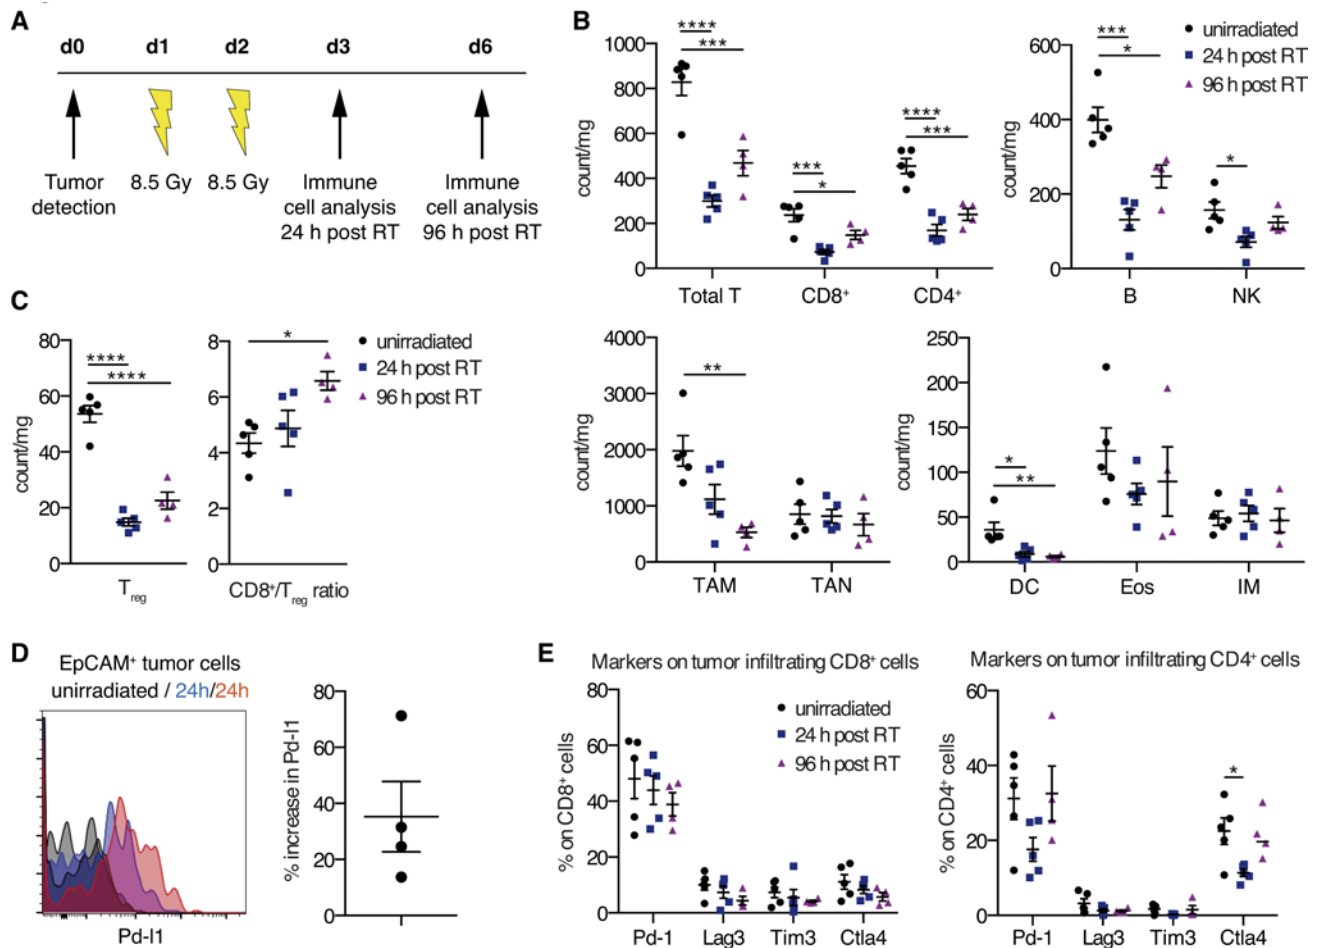 A
d0 d1 d2 d3 d6
Tumor
detection
8.5 Gy
8.5 Gy
Immune
cell analysis
24 h post RT
Immune
cell analysis
96 h post RT
B
unirradiated
24 h post RT
96 h post RT
count/mg
1000
800
600
400
200
0
****
***
***
*
****
***
Total T CD8+ CD4+
count/mg
600
400
200
0
***
*
*
B NK
count/mg
4000
3000
2000
1000
0
**
TAM TAN
count/mg
250
200
150
100
50
0
*
**
DC Eos IM
C
count/mg
80
60
40
20
0
****
****
Treg
8
6
4
2
0
*
CD8+/Treg ratio
unirradiated
24 h post RT
96 h post RT
D
EpCAM+ tumor cells
unirradiated / 24h/24h
Pd-l1
% increase in Pd-l1
80
60
40
20
0
E
Markers on tumor infiltrating CD8+ cells
% on CD8+ cells
80
60
40
20
0
unirradiated
24 h post RT
96 h post RT
Pd-1 Lag3 Tim3 Ctla4
Markers on tumor infiltrating CD4+ cells
% on CD4+ cells
60
40
20
0
*
Pd-1 Lag3 Tim3 Ctla4